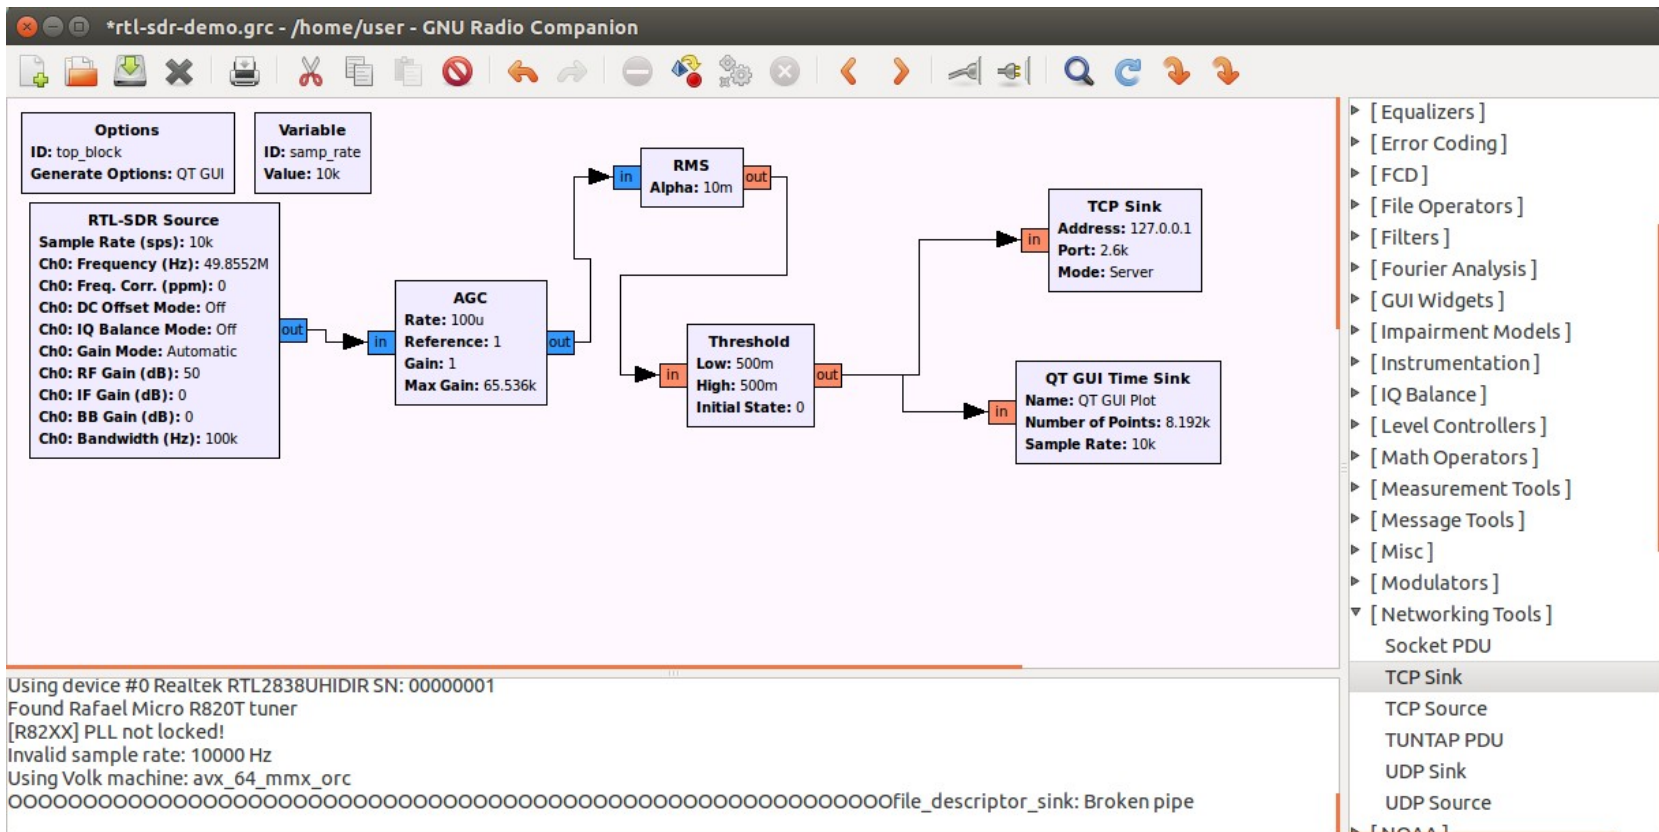 *rtl-sdr-demo.grc - /home/user - GNU Radio Companion
Options
ID: top_block
Generate Options: QT GUI
Variable
ID: samp_rate
Value: 10k
RTL-SDR Source
Sample Rate (sps): 10k
Ch0: Frequency (Hz): 49.8552M
Ch0: Freq. Corr. (ppm): 0
Ch0: DC Offset Mode: Off
Ch0: IQ Balance Mode: Off
Ch0: Gain Mode: Automatic
Ch0: RF Gain (dB): 50
Ch0: IF Gain (dB): 0
Ch0: BB Gain (dB): 0
Ch0: Bandwidth (Hz): 100k
out
in
AGC
Rate: 100u
Reference: 1
Gain: 1
Max Gain: 65.536k
out
in
RMS
Alpha: 10m
out
in
Threshold
Low: 500m
High: 500m
Initial State: 0
out
in
TCP Sink
Address: 127.0.0.1
Port: 2.6k
Mode: Server
in
QT GUI Time Sink
Name: QT GUI Plot
Number of Points: 8.192k
Sample Rate: 10k
[ Equalizers ]
[ Error Coding ]
[ FCD ]
[ File Operators ]
[ Filters ]
[ Fourier Analysis ]
[ GUI Widgets ]
[ Impairment Models ]
[ Instrumentation ]
[ IQ Balance ]
[ Level Controllers ]
[ Math Operators ]
[ Measurement Tools ]
[ Message Tools ]
[ Misc ]
[ Modulators ]
[ Networking Tools ]
Socket PDU
TCP Sink
TCP Source
TUNTAP PDU
UDP Sink
UDP Source
[ NOAA ]
Using device #0 Realtek RTL2838UHIDIR SN: 00000001
Found Rafael Micro R820T tuner
[R82XX] PLL not locked!
Invalid sample rate: 10000 Hz
Using Volk machine: avx_64_mmx_orc
OOOOOOOOOOOOOOOOOOOOOOOOOOOOOOOOOOOOOOOOOOOOOOOOOOOOOOOOOOOfile_descriptor_sink: Broken pipe